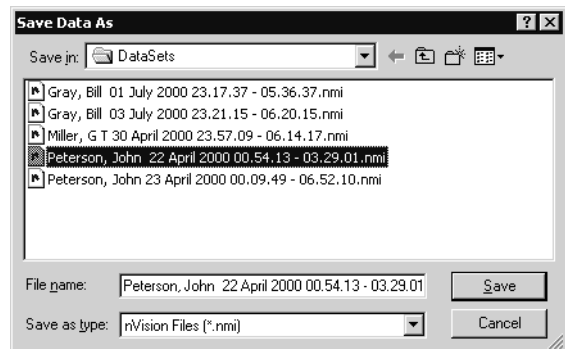 Save Data As
Save in: DataSets
Gray, Bill  01 July 2000 23.17.37 - 05.36.37.nmi
Gray, Bill  03 July 2000 23.21.15 - 06.20.15.nmi
Miller, G T 30 April 2000 23.57.09 - 06.14.17.nmi
Peterson, John  22 April 2000 00.54.13 - 03.29.01.nmi
Peterson, John 23 April 2000 00.09.49 - 06.52.10.nmi
File name: Peterson, John  22 April 2000 00.54.13 - 03.29.01 Save
Save as type: nVision Files (*.nmi) Cancel